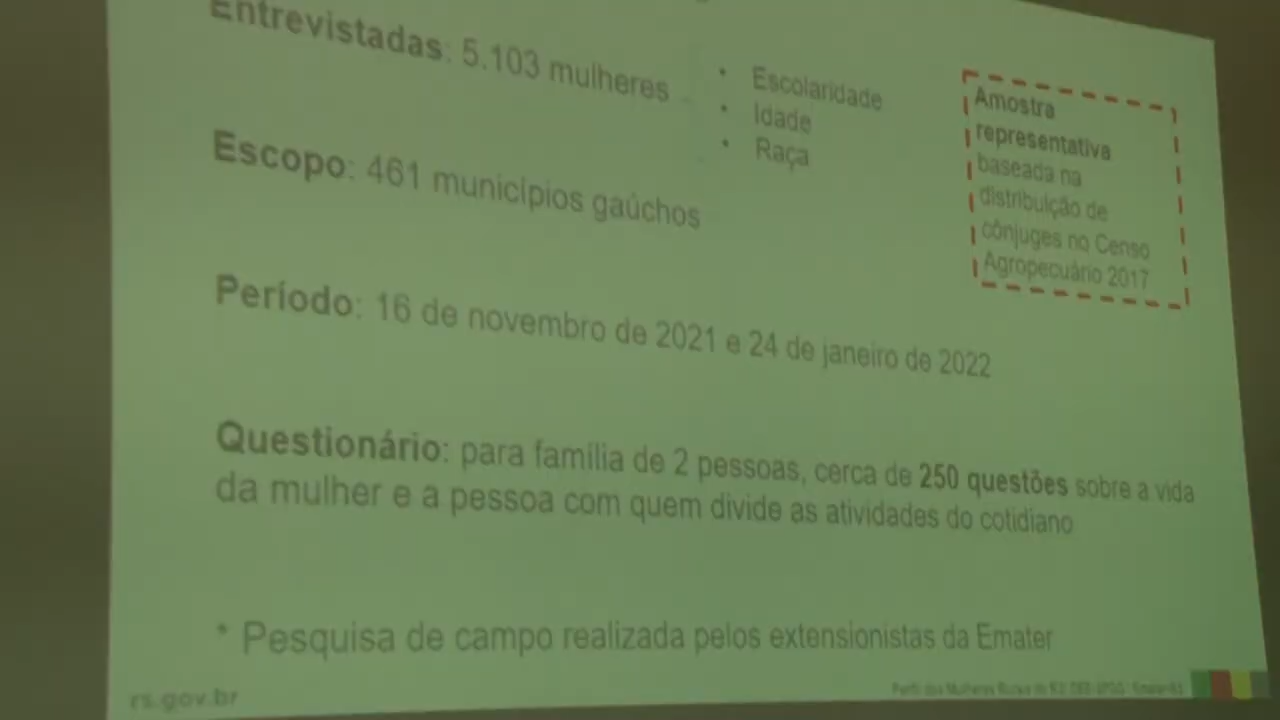 Entrevistadas: 5.103 mulheres
• Escolaridade
• Idade
• Raça
Amostra
representativa
baseada na
distribuição de
cônjuges no Censo
Agropecuário 2017
Escopo: 461 municípios gaúchos
Período: 16 de novembro de 2021 e 24 de janeiro de 2022
Questionário: para família de 2 pessoas, cerca de 250 questões sobre a vida
da mulher e a pessoa com quem divide as atividades do cotidiano
* Pesquisa de campo realizada pelos extensionistas da Emater
rs.gov.br